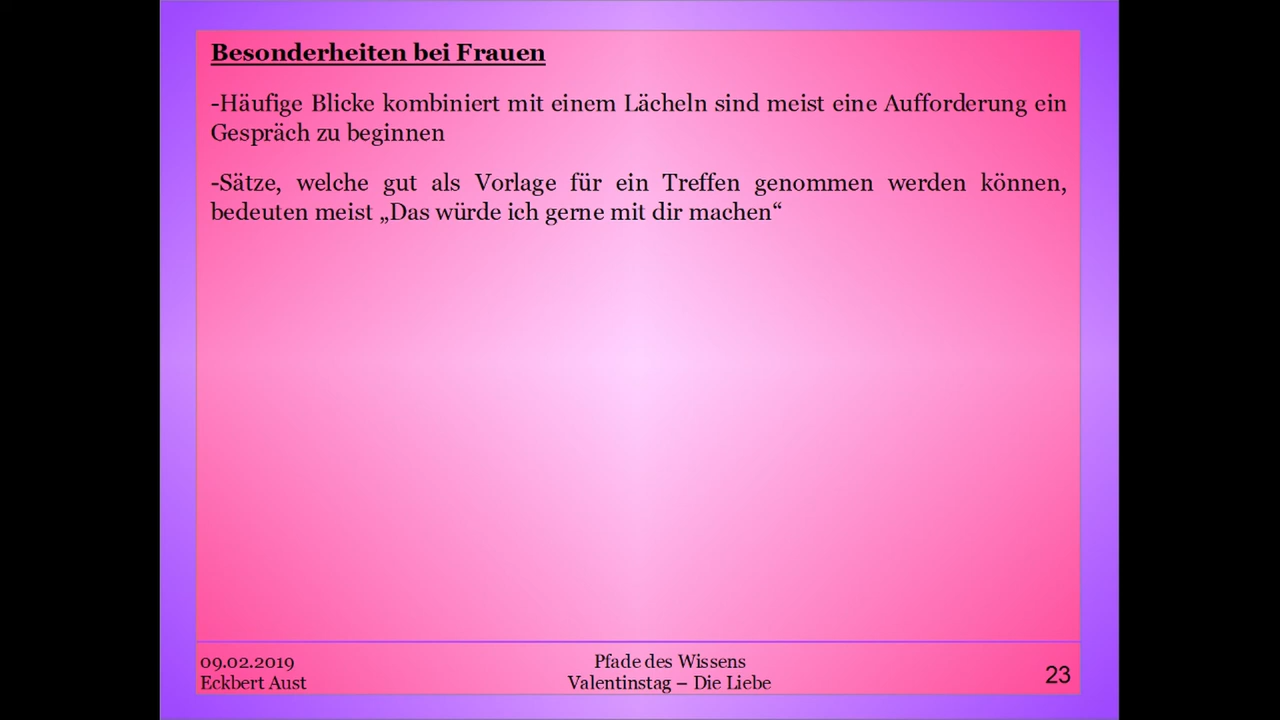 Besonderheiten bei Frauen
-Häufige Blicke kombiniert mit einem Lächeln sind meist eine Aufforderung ein
Gespräch zu beginnen
-Sätze, welche gut als Vorlage für ein Treffen genommen werden können,
bedeuten meist „Das würde ich gerne mit dir machen“
09.02.2019
Eckbert Aust
Pfade des Wissens
Valentinstag – Die Liebe
23